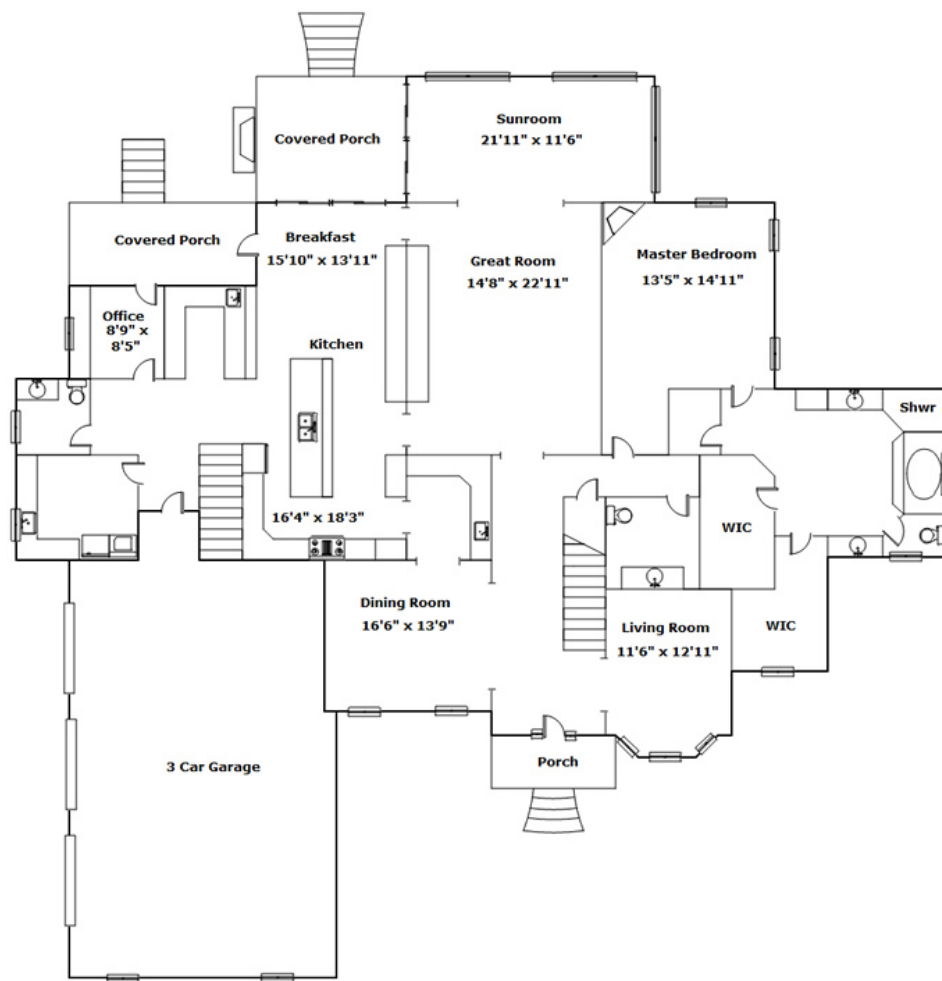 Sunroom
21'11" x 11'6"
Covered Porch
Covered Porch
Breakfast
15'10" x 13'11"
Great Room
14'8" x 22'11"
Master Bedroom
13'5" x 14'11"
Office
8'9" x
8'5"
Kitchen
Shwr
16'4" x 18'3"
WIC
Dining Room
16'6" x 13'9"
Living Room
11'6" x 12'11"
WIC
3 Car Garage
Porch